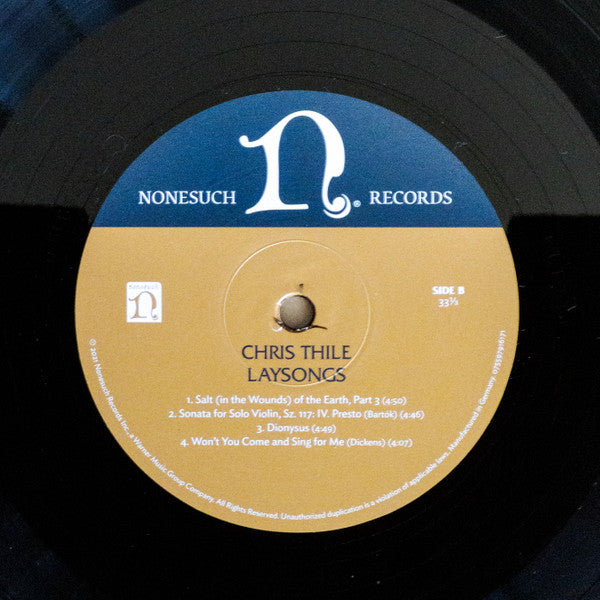 NONESUCH n® RECORDS
NONESUCH
n
SIDE B
33⅓
CHRIS THILE
LAYSONGS
1. Salt (in the Wounds) of the Earth, Part 3 (4:50)
2. Sonata for Solo Violin, Sz. 117: IV. Presto (Bartók) (4:46)
3. Dionysus (4:49)
4. Won't You Come and Sing for Me (Dickens) (4:07)
℗ 2021 Nonesuch Records Inc., a Warner Music Group Company. All Rights Reserved. Unauthorized duplication is a violation of applicable laws. Manufactured in Germany. 075597916171